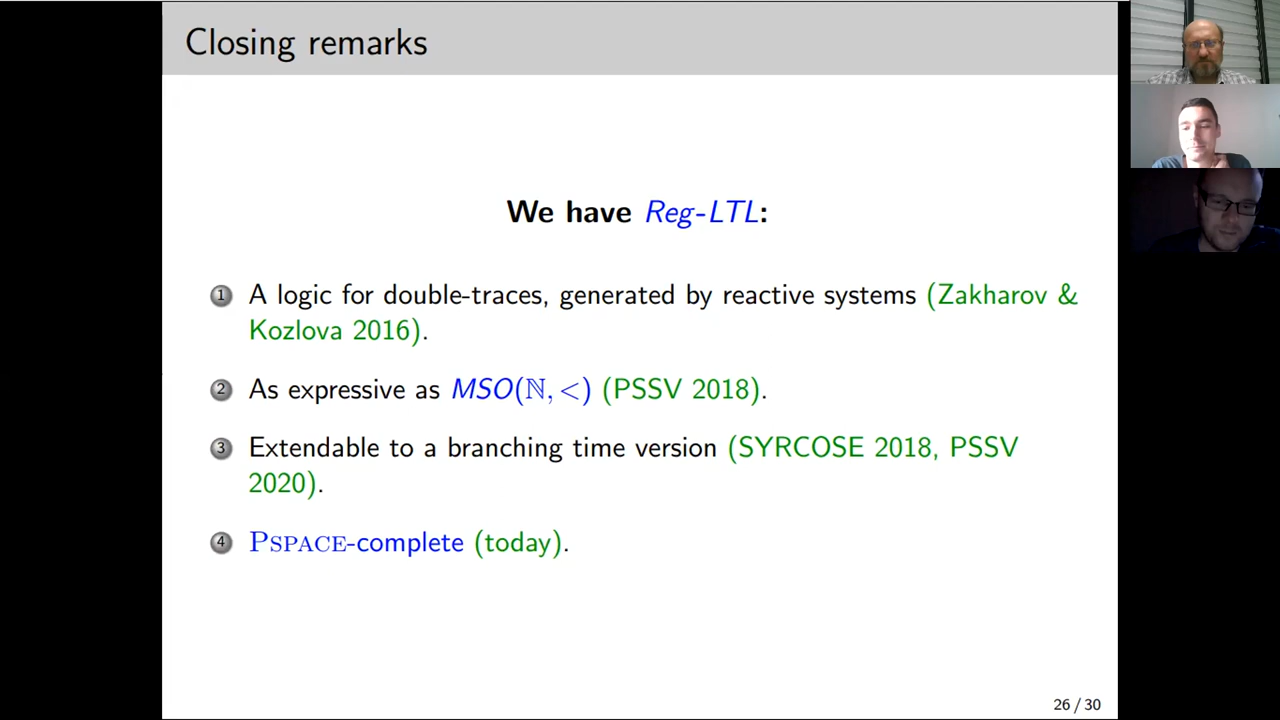 Closing remarks
We have Reg-LTL:
1 A logic for double-traces, generated by reactive systems (Zakharov &
Kozlova 2016).
2 As expressive as MSO(ℕ, <) (PSSV 2018).
3 Extendable to a branching time version (SYRCOSE 2018, PSSV
2020).
4 PSPACE-complete (today).
26 / 30